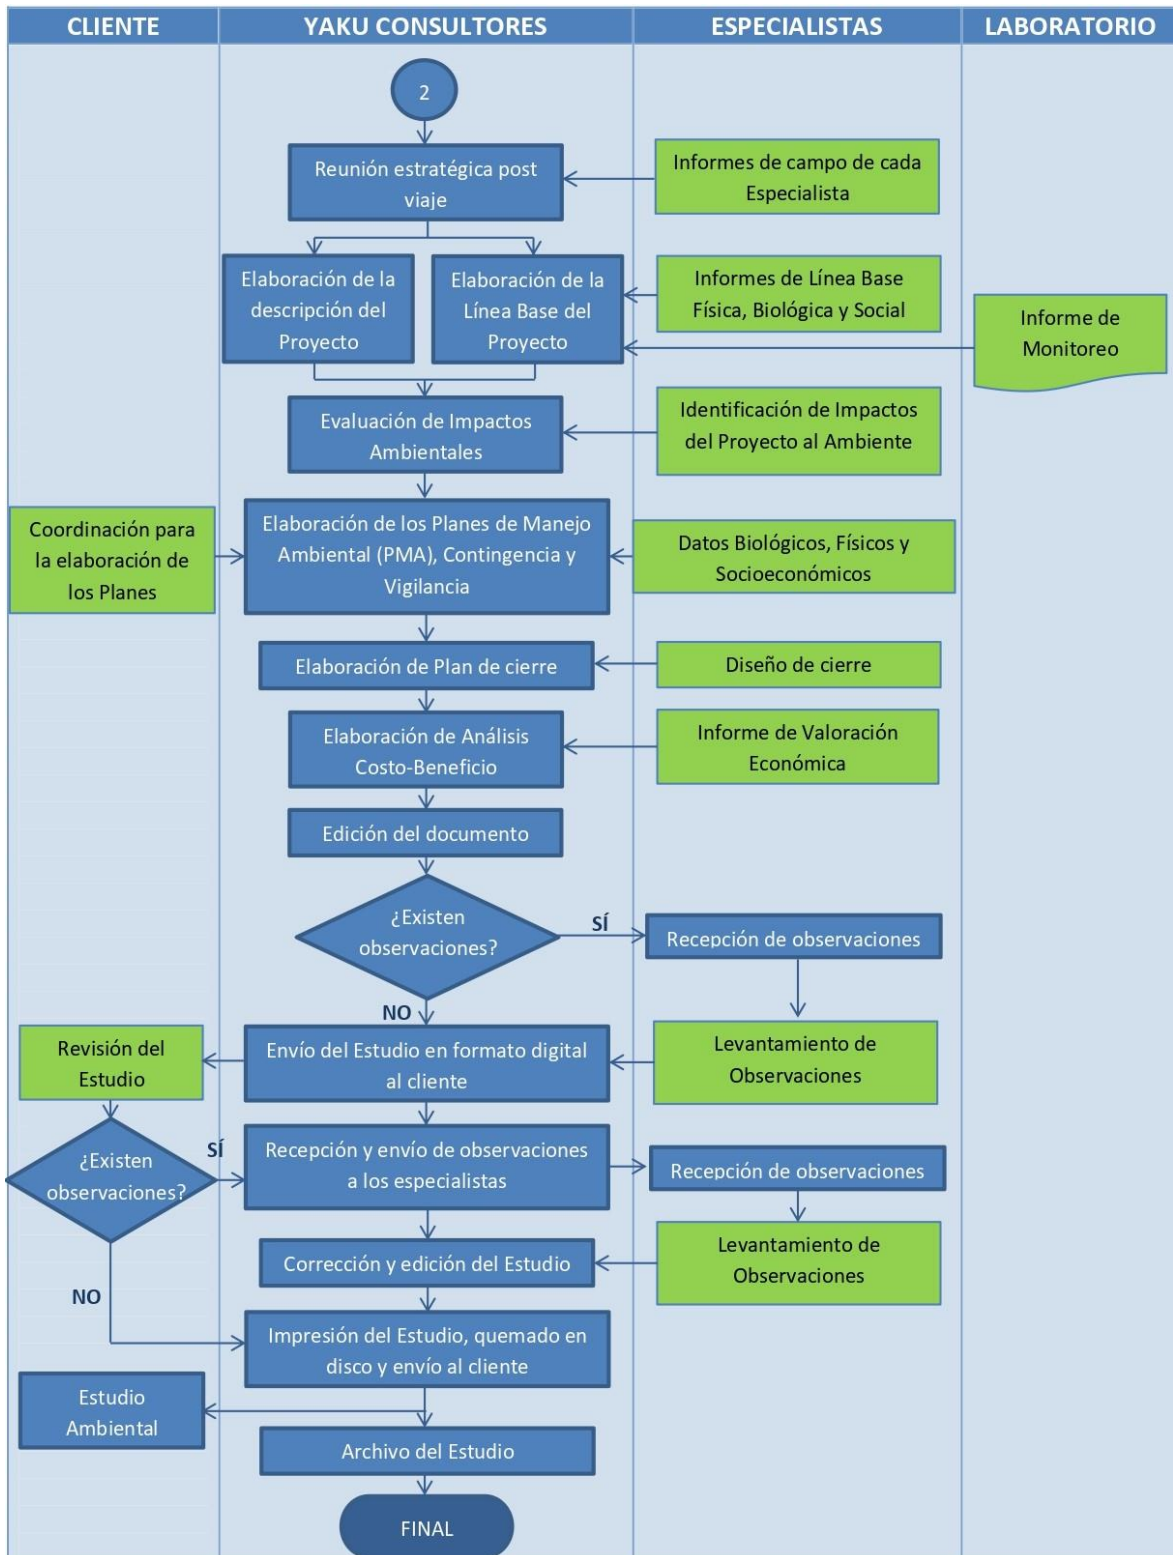 CLIENTE
YAKU CONSULTORES
ESPECIALISTAS
LABORATORIO
2
Reunión estratégica post
viaje
Informes de campo de cada
Especialista
Elaboración de la
descripción del
Proyecto
Elaboración de la
Línea Base del
Proyecto
Informes de Línea Base
Física, Biológica y Social
Informe de
Monitoreo
Evaluación de Impactos
Ambientales
Identificación de Impactos
del Proyecto al Ambiente
Coordinación para
la elaboración de
los Planes
Elaboración de los Planes de Manejo
Ambiental (PMA), Contingencia y
Vigilancia
Datos Biológicos, Físicos y
Socioeconómicos
Elaboración de Plan de cierre
Diseño de cierre
Elaboración de Análisis
Costo-Beneficio
Informe de Valoración
Económica
Edición del documento
¿Existen
observaciones?
SÍ
Recepción de observaciones
NO
Revisión del
Estudio
Envío del Estudio en formato digital
al cliente
Levantamiento de
Observaciones
¿Existen
observaciones?
SÍ
Recepción y envío de observaciones
a los especialistas
Recepción de observaciones
Corrección y edición del Estudio
Levantamiento de
Observaciones
NO
Impresión del Estudio, quemado en
disco y envío al cliente
Estudio
Ambiental
Archivo del Estudio
FINAL